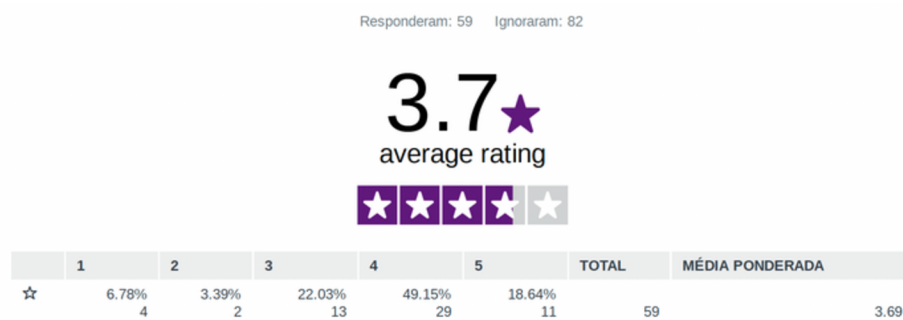 Responderam: 59 Ignoraram: 82
3.7
average rating
1 2 3 4 5 TOTAL MÉDIA PONDERADA
6.78% 3.39% 22.03% 49.15% 18.64%
4 2 13 29 11 59 3.69